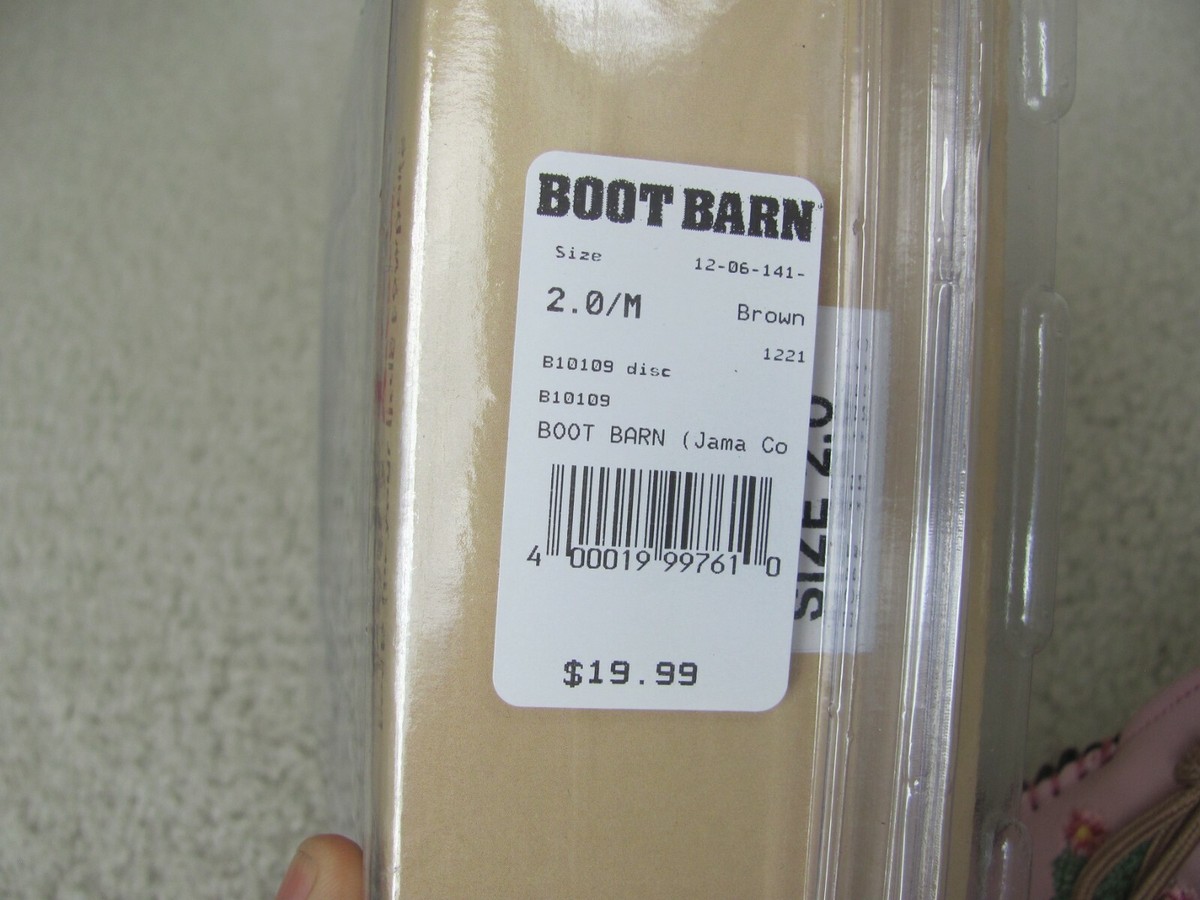 BOOT BARN
Size 12-06-141-
2.0/M Brown
1221
B10109 disc
B10109
BOOT BARN (Jama Co
4 00019 99761 0
$19.99
SIZE 2.0